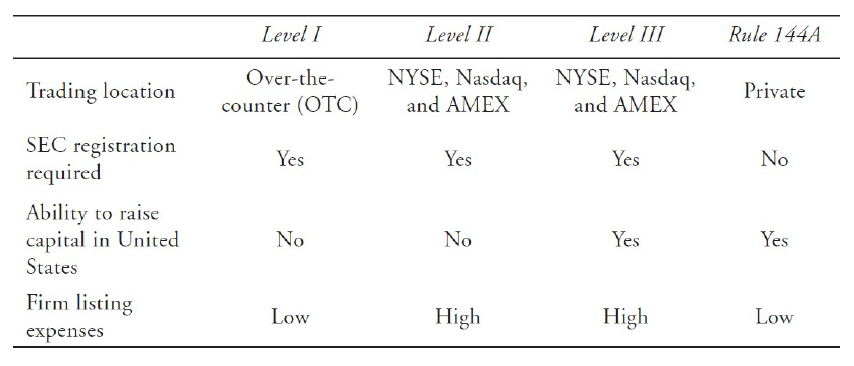 Level I Level II Level III Rule 144A
Trading location Over-the-counter (OTC) NYSE, Nasdaq, and AMEX NYSE, Nasdaq, and AMEX Private
SEC registration required Yes Yes Yes No
Ability to raise capital in United States No No Yes Yes
Firm listing expenses Low High High Low